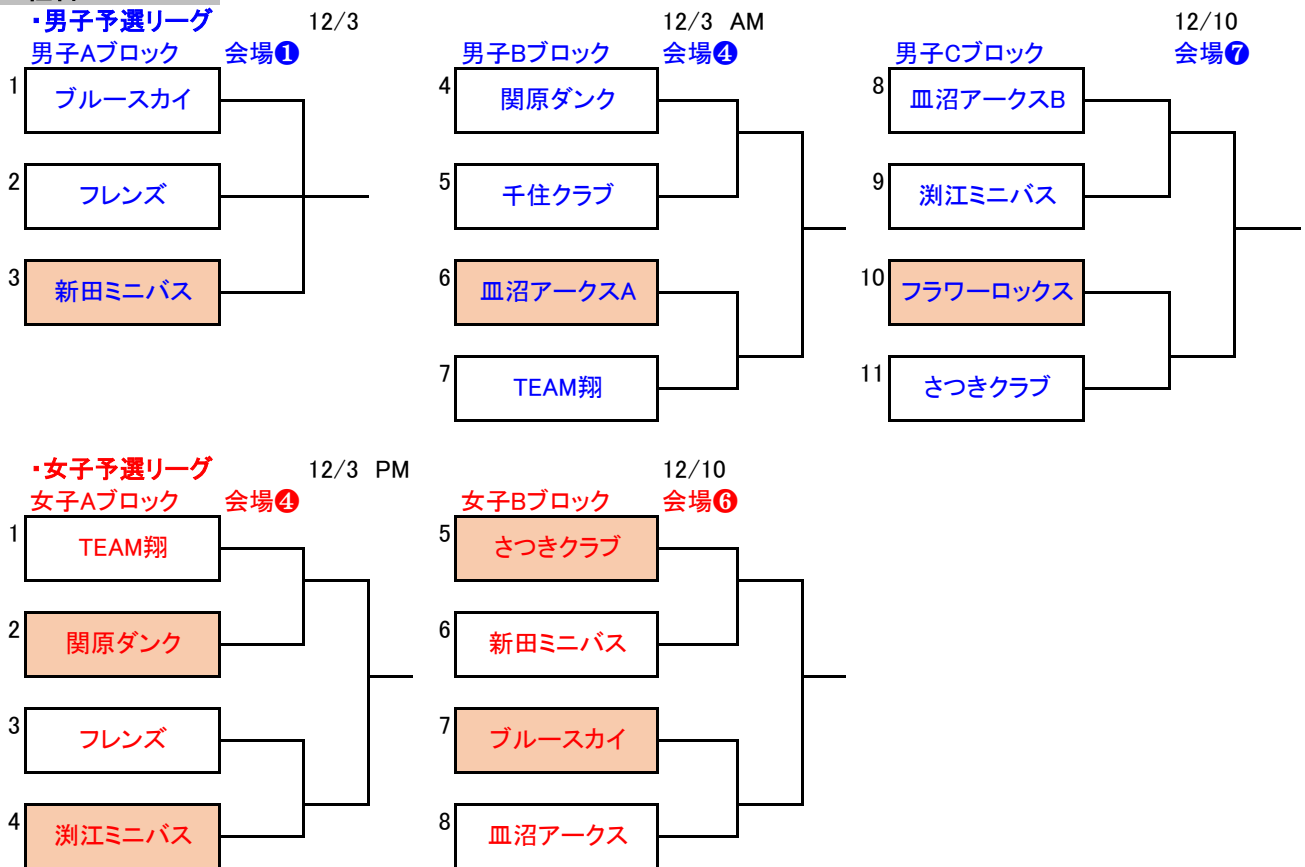 ・男子予選リーグ 12/3 12/3 AM 12/10
男子Aブロック 会場❶ 男子Bブロック 会場❹ 男子Cブロック 会場❼
1 ブルースカイ 4 関原ダンク 8 皿沼アークスB
2 フレンズ 5 千住クラブ 9 渕江ミニバス
3 新田ミニバス 6 皿沼アークスA 10 フラワーロックス
7 TEAM翔 11 さつきクラブ
・女子予選リーグ 12/3 PM 12/10
女子Aブロック 会場❹ 女子Bブロック 会場❻
1 TEAM翔 5 さつきクラブ
2 関原ダンク 6 新田ミニバス
3 フレンズ 7 ブルースカイ
4 渕江ミニバス 8 皿沼アークス